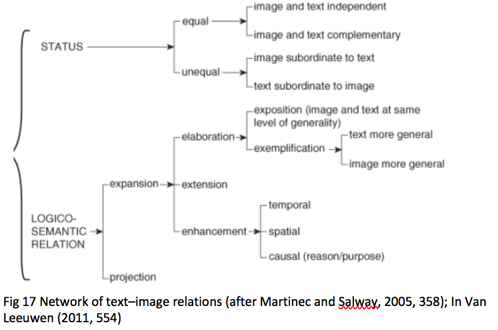 image and text independent
equal
image and text complementary
STATUS
image subordinate to text
unequal
text subordinate to image
exposition (image and text at same
level of generality)
elaboration
text more general
exemplification
image more general
expansion
extension
temporal
LOGICO-
SEMANTIC
RELATION
enhancement
spatial
causal (reason/purpose)
projection
Fig 17 Network of text–image relations (after Martinec and Salway, 2005, 358); In Van
Leeuwen (2011, 554)